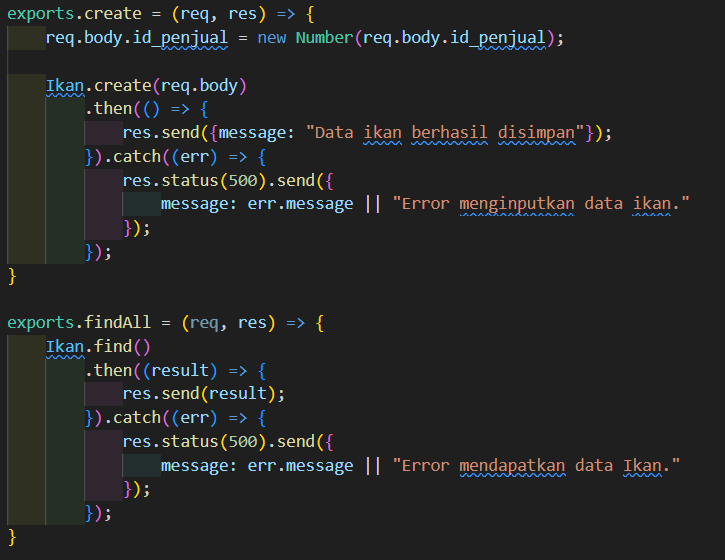 exports.create = (req, res) => {
    req.body.id_penjual = new Number(req.body.id_penjual);

    Ikan.create(req.body)
        .then(() => {
            res.send({message: "Data ikan berhasil disimpan"});
        }).catch((err) => {
            res.status(500).send({
                message: err.message || "Error menginputkan data ikan."
            });
        });
}

exports.findAll = (req, res) => {
    Ikan.find()
        .then((result) => {
            res.send(result);
        }).catch((err) => {
            res.status(500).send({
                message: err.message || "Error mendapatkan data Ikan."
            });
        });
}